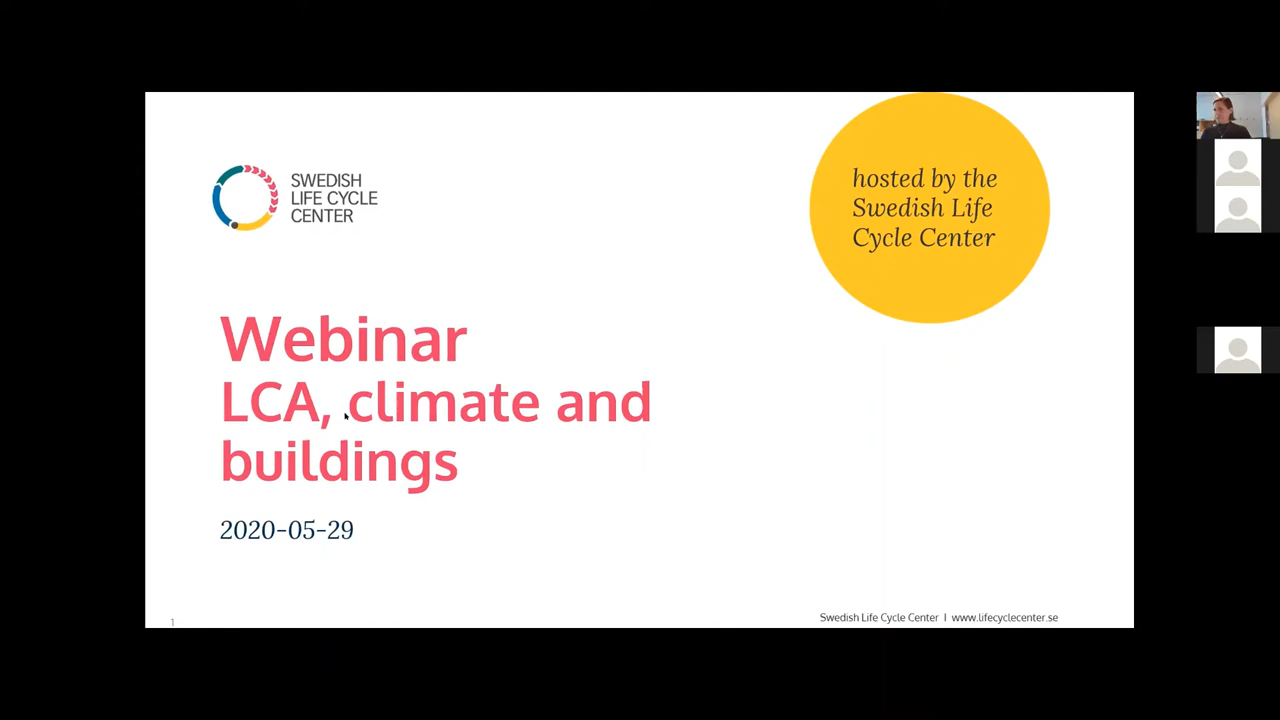 SWEDISH
LIFE CYCLE
CENTER
hosted by the
Swedish Life
Cycle Center
Webinar
LCA, climate and
buildings
2020-05-29
1
Swedish Life Cycle Center | www.lifecyclecenter.se